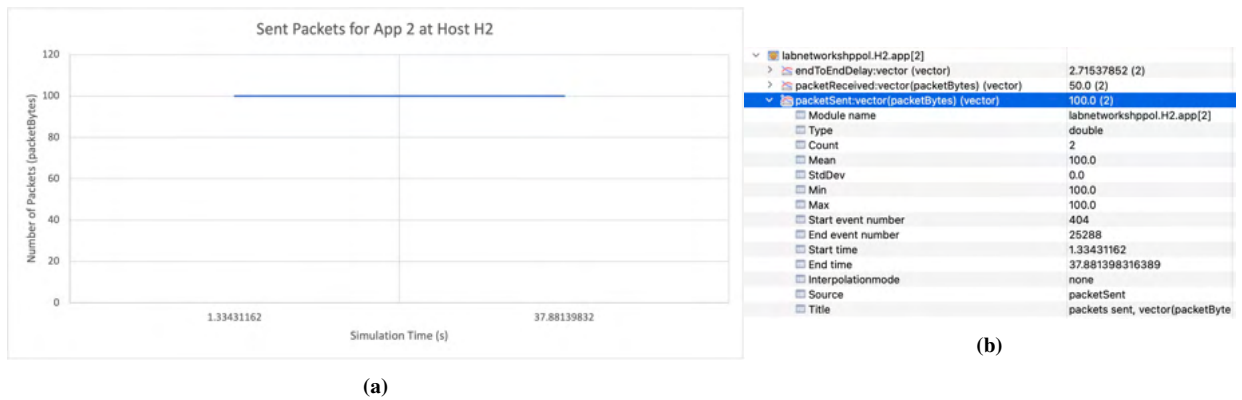 Sent Packets for App 2 at Host H2
120
100
80
60
40
20
0
Number of Packets (packetBytes)
1.33431162
37.88139832
Simulation Time (s)
(a)
labnetworkshppol.H2.app[2]
endToEndDelay:vector (vector) 2.71537852 (2)
packetReceived:vector(packetBytes) (vector) 50.0 (2)
packetSent:vector(packetBytes) (vector) 100.0 (2)
Module name labnetworkshppol.H2.app[2]
Type double
Count 2
Mean 100.0
StdDev 0.0
Min 100.0
Max 100.0
Start event number 404
End event number 25288
Start time 1.33431162
End time 37.881398316389
Interpolationmode none
Source packetSent
Title packets sent, vector(packetByte
(b)